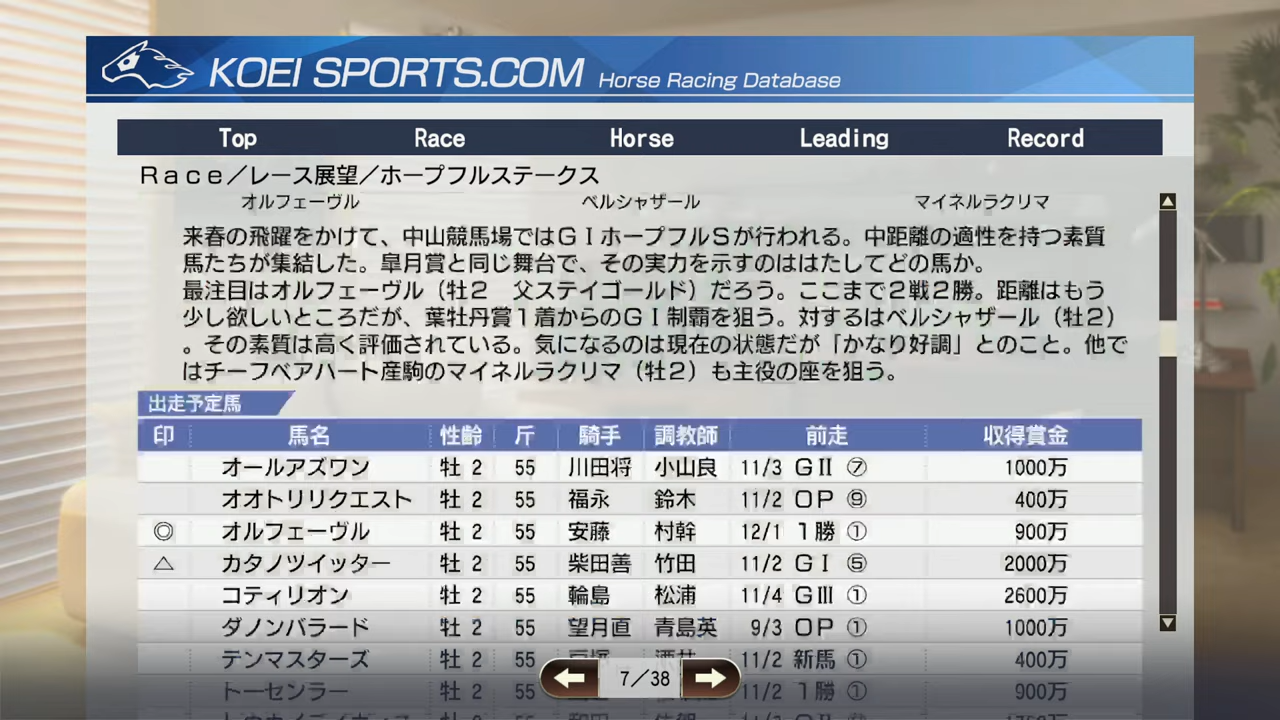 KOEI SPORTS.COM Horse Racing Database
Top Race Horse Leading Record
Race／レース展望／ホープフルステークス
オルフェーヴル ベルシャザール マイネルラクリマ
来春の飛躍をかけて、中山競馬場ではＧⅠホープフルＳが行われる。中距離の適性を持つ素質
馬たちが集結した。皐月賞と同じ舞台で、その実力を示すのははたしてどの馬か。
最注目はオルフェーヴル（牡２　父ステイゴールド）だろう。ここまで２戦２勝。距離はもう
少し欲しいところだが、葉牡丹賞１着からのＧⅠ制覇を狙う。対するはベルシャザール（牡２）
。その素質は高く評価されている。気になるのは現在の状態だが「かなり好調」とのこと。他で
はチーフベアハート産駒のマイネルラクリマ（牡２）も主役の座を狙う。
出走予定馬
印 馬名 性齢 斤 騎手 調教師 前走 収得賞金
オールアズワン 牡 2 55 川田将 小山良 11/3 GⅡ ⑦ 1000万
オオトリリクエスト 牡 2 55 福永 鈴木 11/2 OP ⑨ 400万
◎ オルフェーヴル 牡 2 55 安藤 村幹 12/1 1勝 ① 900万
△ カタノツイッター 牡 2 55 柴田善 竹田 11/2 GⅠ ⑤ 2000万
コティリオン 牡 2 55 輪島 松浦 11/4 GⅢ ① 2600万
ダノンバラード 牡 2 55 望月直 青島英 9/3 OP ① 1000万
テンマスターズ 牡 2 55 酒井 11/2 新馬 ① 400万
トーセンラー 牡 2 55 11/2 1勝 ① 900万
7／38